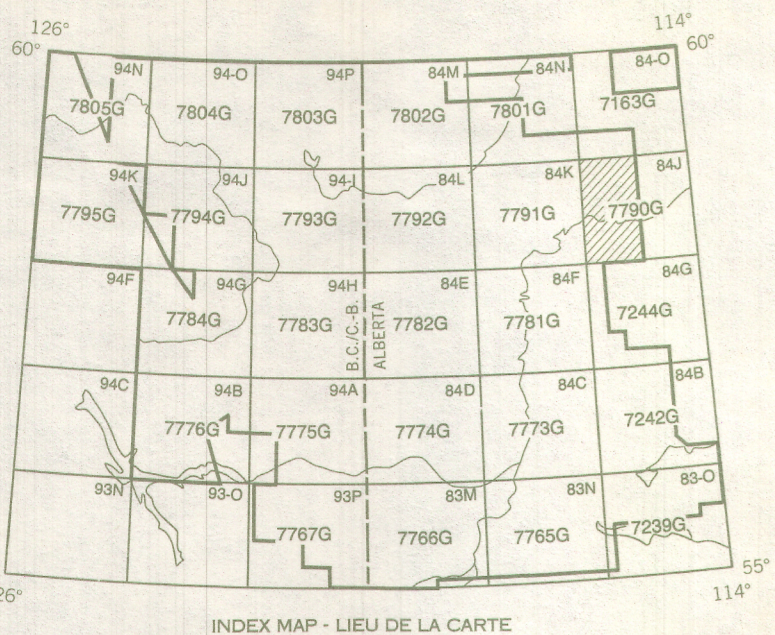 126° 114°
60° 94N 94-O 94P 84M 84N 84-O 60°
7805G 7804G 7803G 7802G 7801G 7163G
94K 94J 94-I 84L 84K 84J
7795G 7794G 7793G 7792G 7791G 7790G
94F 94G 94H 84E 84F 84G
7784G 7783G B.C./C.-B. ALBERTA 7782G 7781G 7244G
94C 94B 94A 84D 84C 84B
7776G 7775G 7774G 7773G 7242G
93N 93-O 93P 83M 83N 83-O
7767G 7766G 7765G 7239G
26° 55°
114°
INDEX MAP - LIEU DE LA CARTE